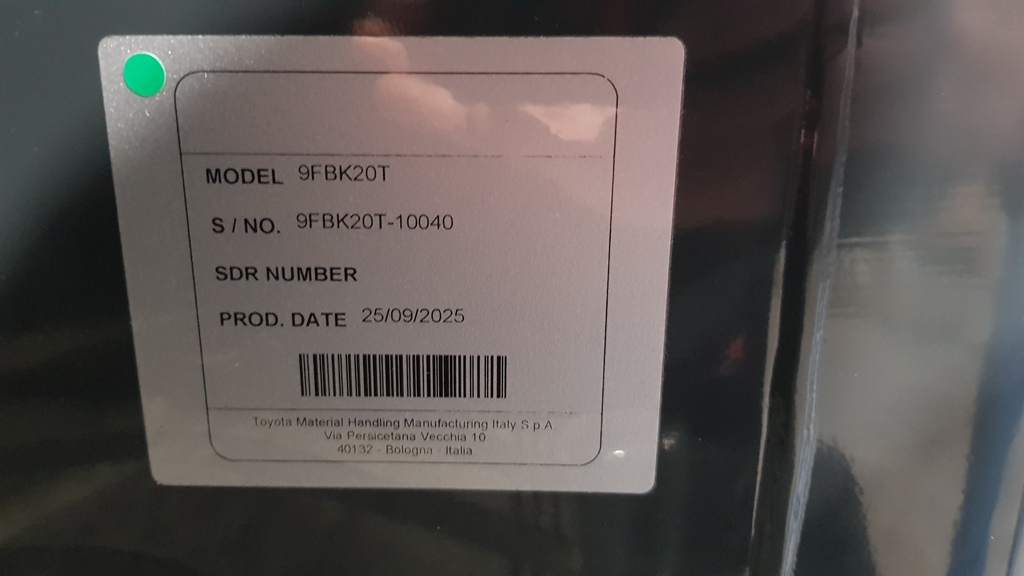 MODEL 9FBK20T
S / NO. 9FBK20T-10040
SDR NUMBER
PROD. DATE 25/09/2025
Toyota Material Handling Manufacturing Italy S.p.A.
Via Persicetana Vecchia 10
40132 - Bologna - Italia